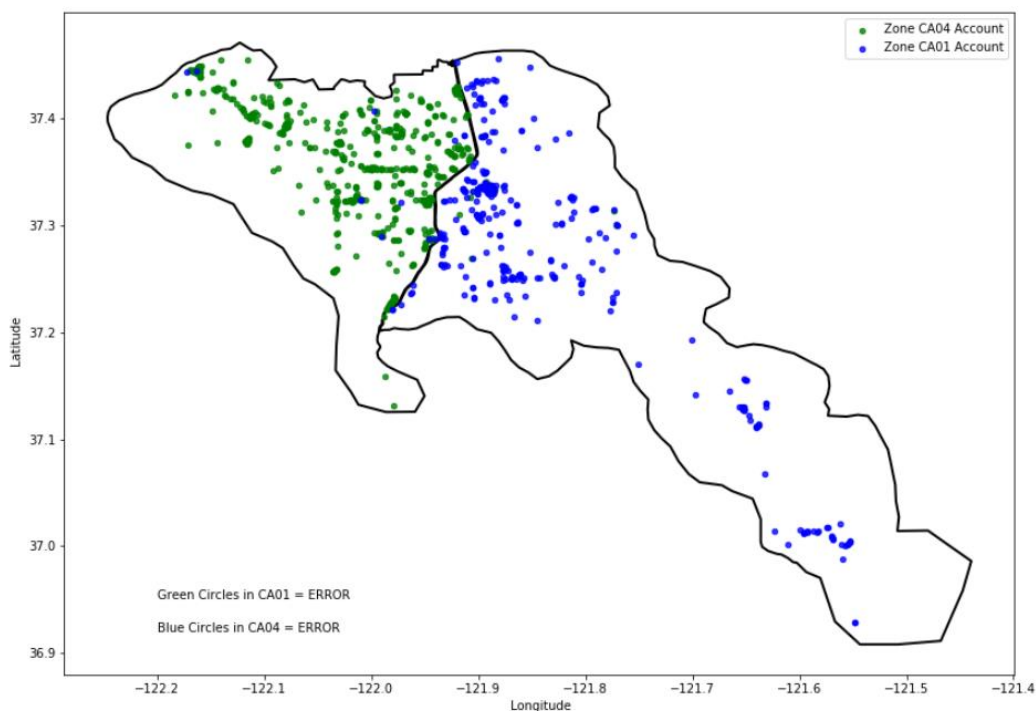 Zone CA04 Account
Zone CA01 Account
37.4
37.3
37.2
37.1
37.0
36.9
Latitude
Green Circles in CA01 = ERROR
Blue Circles in CA04 = ERROR
−122.2 −122.1 −122.0 −121.9 −121.8 −121.7 −121.6 −121.5 −121.4
Longitude